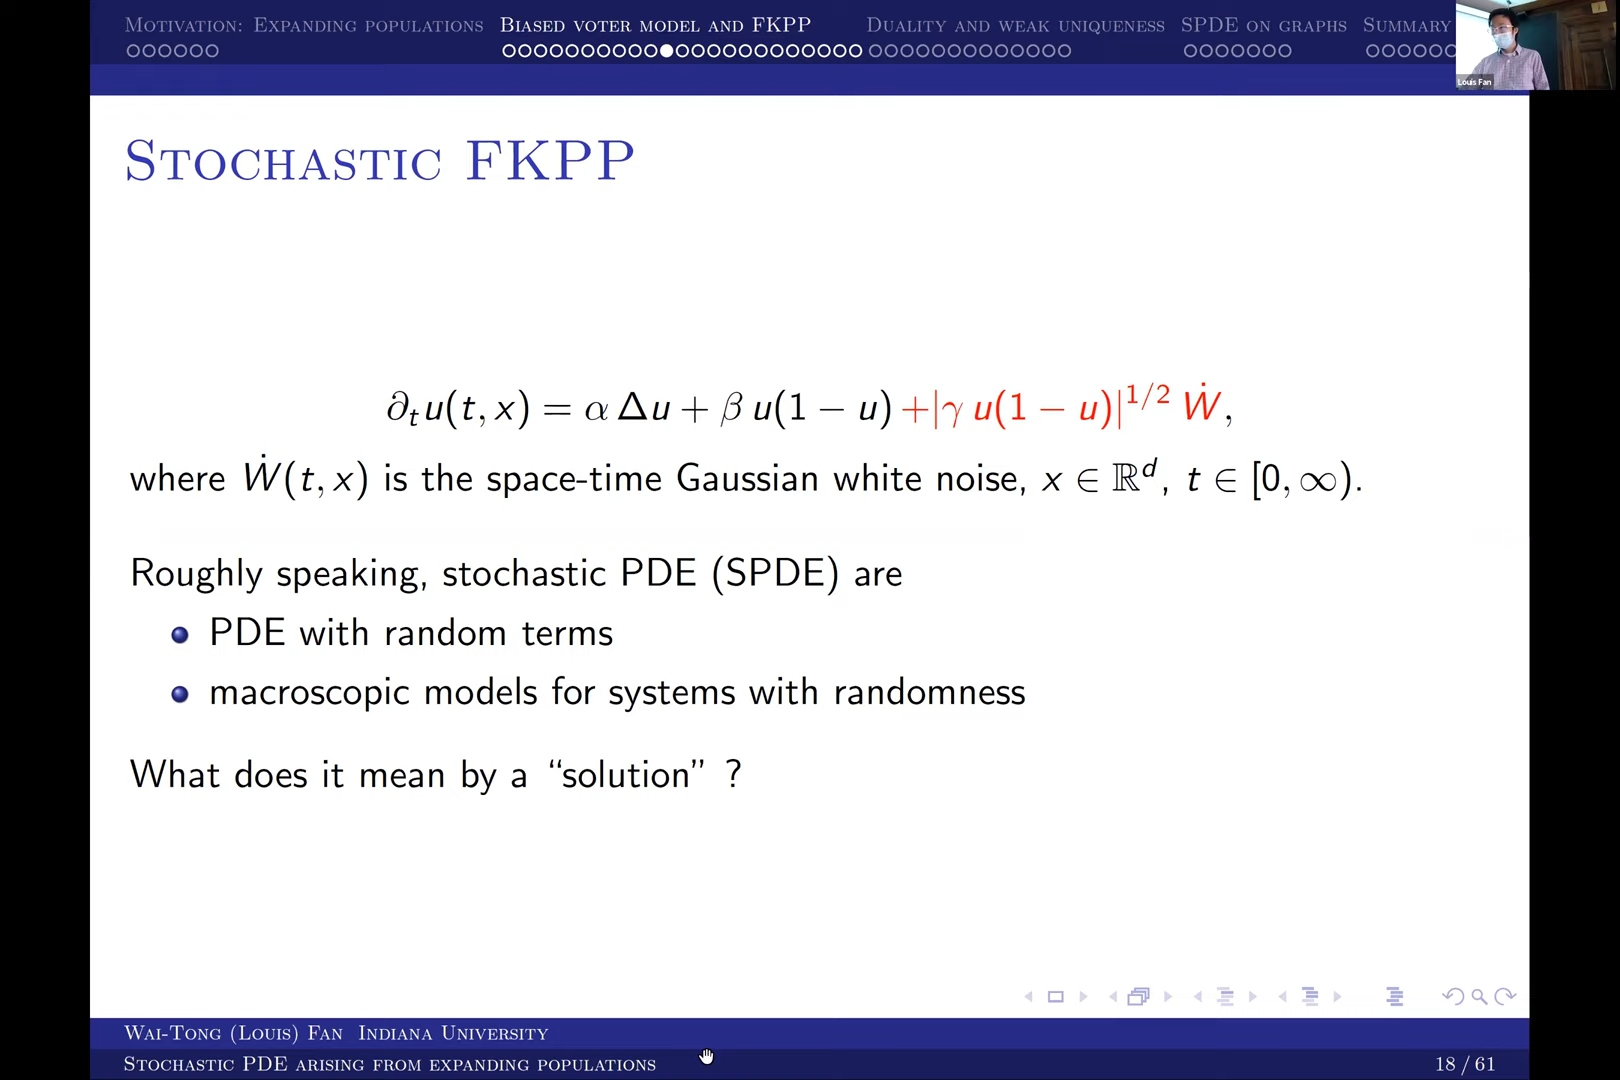 Motivation: Expanding populations Biased voter model and FKPP Duality and weak uniqueness SPDE on graphs Summary
Louis Fan
Stochastic FKPP
∂ₜu(t, x) = α Δu + β u(1 − u) +|γ u(1 − u)|^{1/2} Ẇ,
where Ẇ(t, x) is the space-time Gaussian white noise, x ∈ ℝᵈ, t ∈ [0, ∞).
Roughly speaking, stochastic PDE (SPDE) are
PDE with random terms
macroscopic models for systems with randomness
What does it mean by a “solution” ?
Wai-Tong (Louis) Fan Indiana University
Stochastic PDE arising from expanding populations 18 / 61